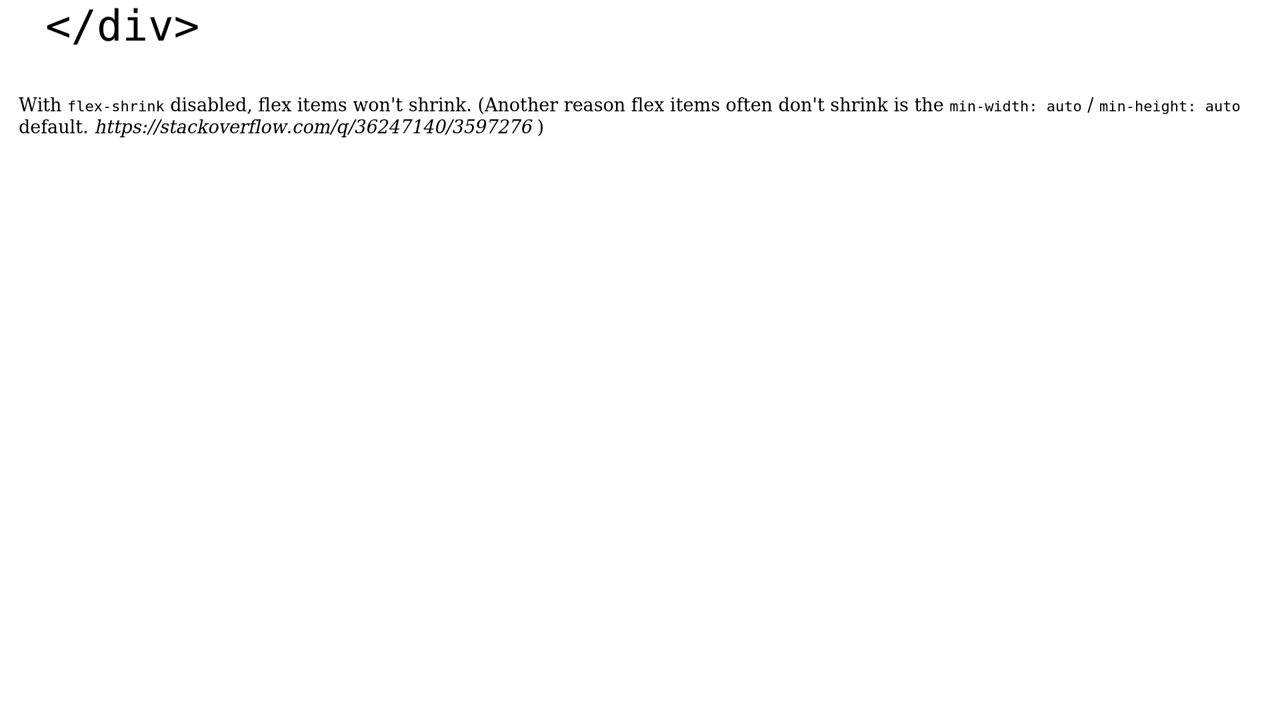 </div>
With flex-shrink disabled, flex items won't shrink. (Another reason flex items often don't shrink is the min-width: auto / min-height: auto
default. https://stackoverflow.com/q/36247140/3597276 )